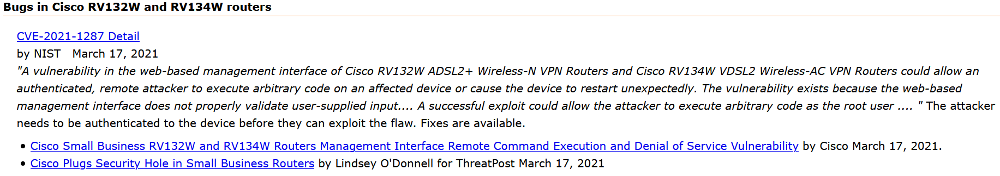 Bugs in Cisco RV132W and RV134W routers
CVE-2021-1287 Detail
by NIST   March 17, 2021
"A vulnerability in the web-based management interface of Cisco RV132W ADSL2+ Wireless-N VPN Routers and Cisco RV134W VDSL2 Wireless-AC VPN Routers could allow an
authenticated, remote attacker to execute arbitrary code on an affected device or cause the device to restart unexpectedly. The vulnerability exists because the web-based
management interface does not properly validate user-supplied input.... A successful exploit could allow the attacker to execute arbitrary code as the root user .... " The attacker
needs to be authenticated to the device before they can exploit the flaw. Fixes are available.
• Cisco Small Business RV132W and RV134W Routers Management Interface Remote Command Execution and Denial of Service Vulnerability by Cisco March 17, 2021.
• Cisco Plugs Security Hole in Small Business Routers by Lindsey O'Donnell for ThreatPost March 17, 2021